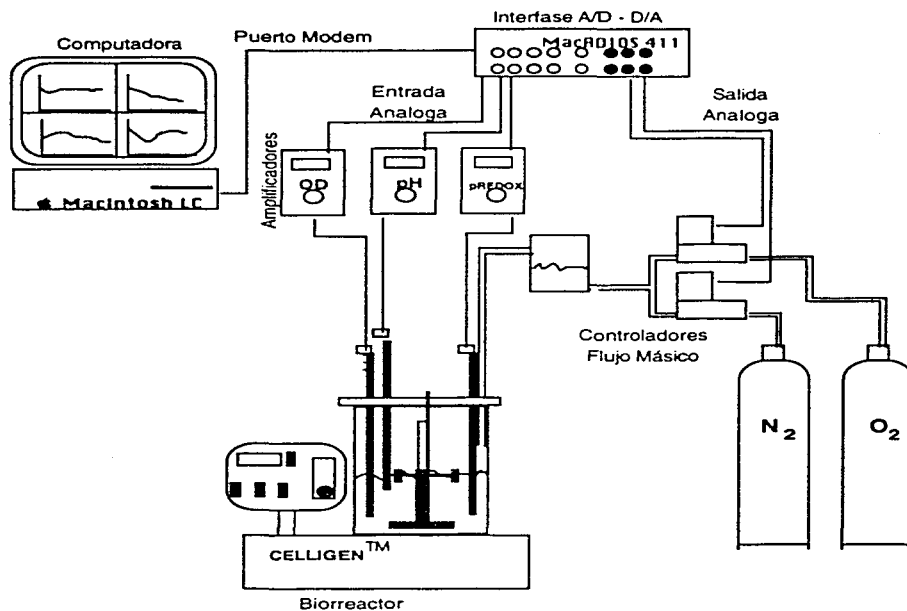 Interfase A/D - D/A
MacADIOS 411
Computadora
Puerto Modem
Entrada
Analoga
Salida
Analoga
Amplificadores
OD
pH
pREDOX
Macintosh LC
Controladores
Flujo Másico
N2
O2
CELLIGEN™
Biorreactor